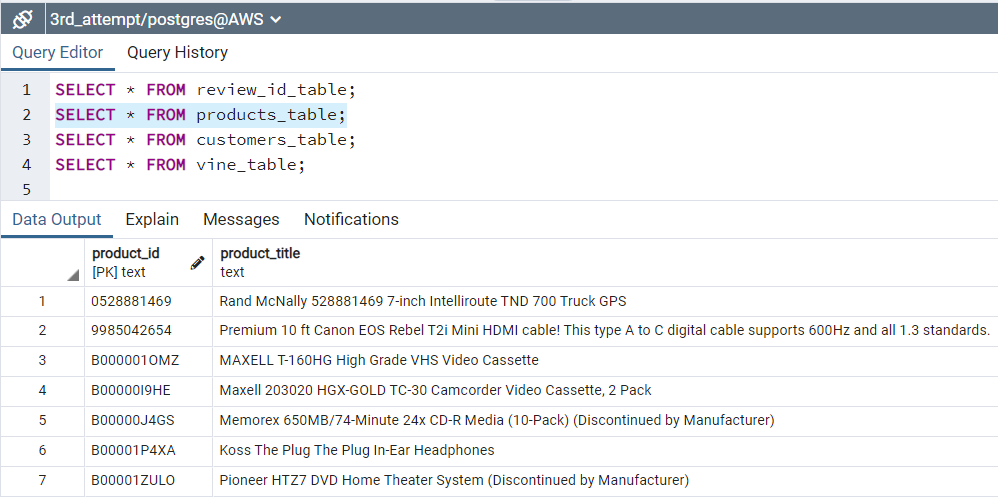 3rd_attempt/postgres@AWS
Query Editor Query History
1 SELECT * FROM review_id_table;
2 SELECT * FROM products_table;
3 SELECT * FROM customers_table;
4 SELECT * FROM vine_table;
5
Data Output Explain Messages Notifications
product_id product_title
[PK] text text
1 0528881469 Rand McNally 528881469 7-inch Intelliroute TND 700 Truck GPS
2 9985042654 Premium 10 ft Canon EOS Rebel T2i Mini HDMI cable! This type A to C digital cable supports 600Hz and all 1.3 standards.
3 B000001OMZ MAXELL T-160HG High Grade VHS Video Cassette
4 B00000I9HE Maxell 203020 HGX-GOLD TC-30 Camcorder Video Cassette, 2 Pack
5 B00000J4GS Memorex 650MB/74-Minute 24x CD-R Media (10-Pack) (Discontinued by Manufacturer)
6 B00001P4XA Koss The Plug The Plug In-Ear Headphones
7 B00001ZULO Pioneer HTZ7 DVD Home Theater System (Discontinued by Manufacturer)